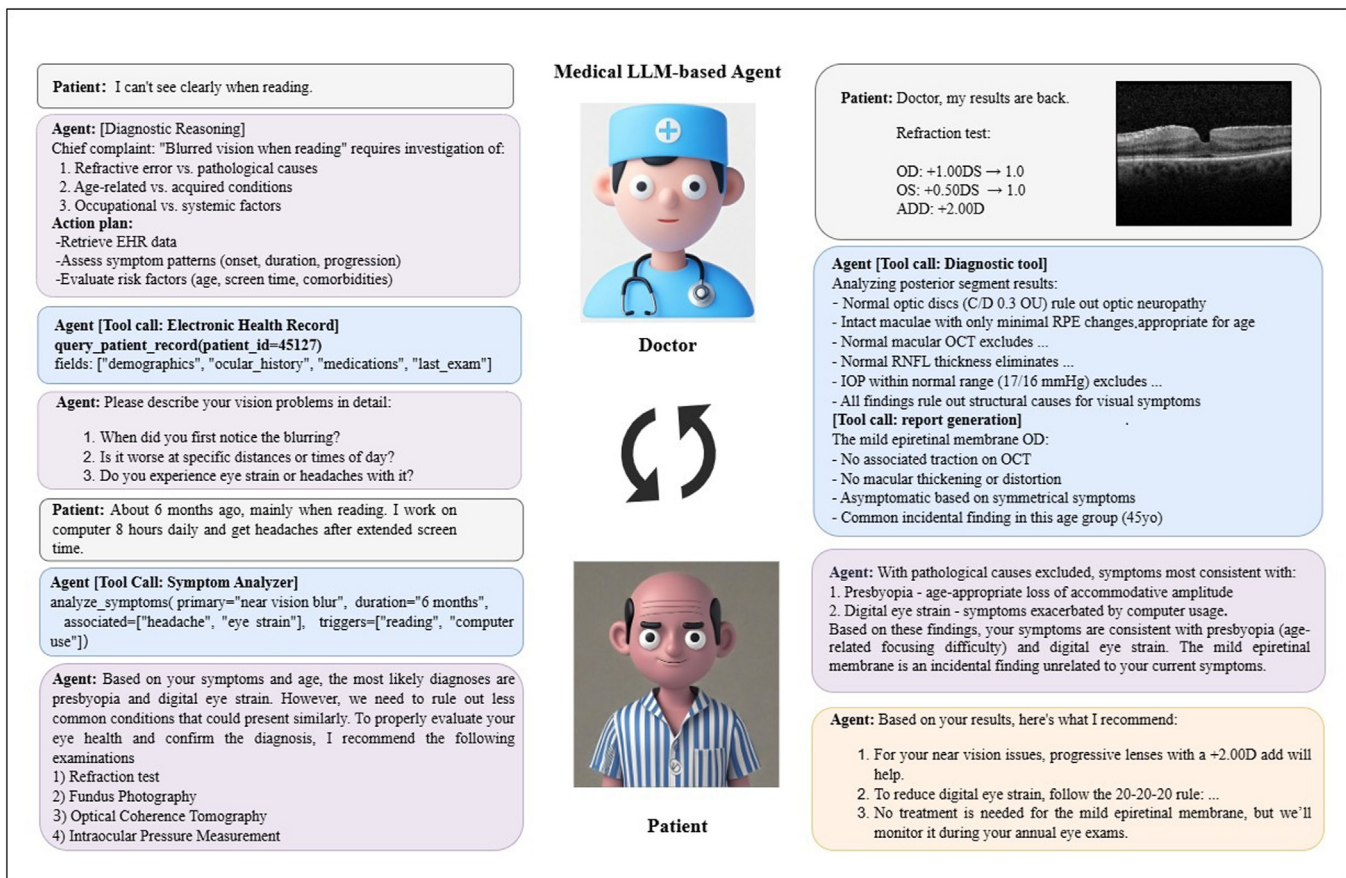 Patient: I can't see clearly when reading.
Agent: [Diagnostic Reasoning]
Chief complaint: "Blurred vision when reading" requires investigation of:
1. Refractive error vs. pathological causes
2. Age-related vs. acquired conditions
3. Occupational vs. systemic factors
Action plan:
-Retrieve EHR data
-Assess symptom patterns (onset, duration, progression)
-Evaluate risk factors (age, screen time, comorbidities)
Agent [Tool call: Electronic Health Record]
query_patient_record(patient_id=45127)
fields: ["demographics", "ocular_history", "medications", "last_exam"]
Agent: Please describe your vision problems in detail:
1. When did you first notice the blurring?
2. Is it worse at specific distances or times of day?
3. Do you experience eye strain or headaches with it?
Patient: About 6 months ago, mainly when reading. I work on
computer 8 hours daily and get headaches after extended screen
time.
Agent [Tool Call: Symptom Analyzer]
analyze_symptoms( primary="near vision blur", duration="6 months",
associated=["headache", "eye strain"], triggers=["reading", "computer
use"])
Agent: Based on your symptoms and age, the most likely diagnoses are
presbyopia and digital eye strain. However, we need to rule out less
common conditions that could present similarly. To properly evaluate your
eye health and confirm the diagnosis, I recommend the following
examinations
1) Refraction test
2) Fundus Photography
3) Optical Coherence Tomography
4) Intraocular Pressure Measurement
Medical LLM-based Agent
Doctor
Patient
Patient: Doctor, my results are back.
Refraction test:
OD: +1.00DS → 1.0
OS: +0.50DS → 1.0
ADD: +2.00D
Agent [Tool call: Diagnostic tool]
Analyzing posterior segment results:
- Normal optic discs (C/D 0.3 OU) rule out optic neuropathy
- Intact maculae with only minimal RPE changes,appropriate for age
- Normal macular OCT excludes ...
- Normal RNFL thickness eliminates ...
- IOP within normal range (17/16 mmHg) excludes ...
- All findings rule out structural causes for visual symptoms
[Tool call: report generation] .
The mild epiretinal membrane OD:
- No associated traction on OCT
- No macular thickening or distortion
- Asymptomatic based on symmetrical symptoms
- Common incidental finding in this age group (45yo)
Agent: With pathological causes excluded, symptoms most consistent with:
1. Presbyopia - age-appropriate loss of accommodative amplitude
2. Digital eye strain - symptoms exacerbated by computer usage.
Based on these findings, your symptoms are consistent with presbyopia (age-
related focusing difficulty) and digital eye strain. The mild epiretinal
membrane is an incidental finding unrelated to your current symptoms.
Agent: Based on your results, here's what I recommend:
1. For your near vision issues, progressive lenses with a +2.00D add will
help.
2. To reduce digital eye strain, follow the 20-20-20 rule: ...
3. No treatment is needed for the mild epiretinal membrane, but we'll
monitor it during your annual eye exams.